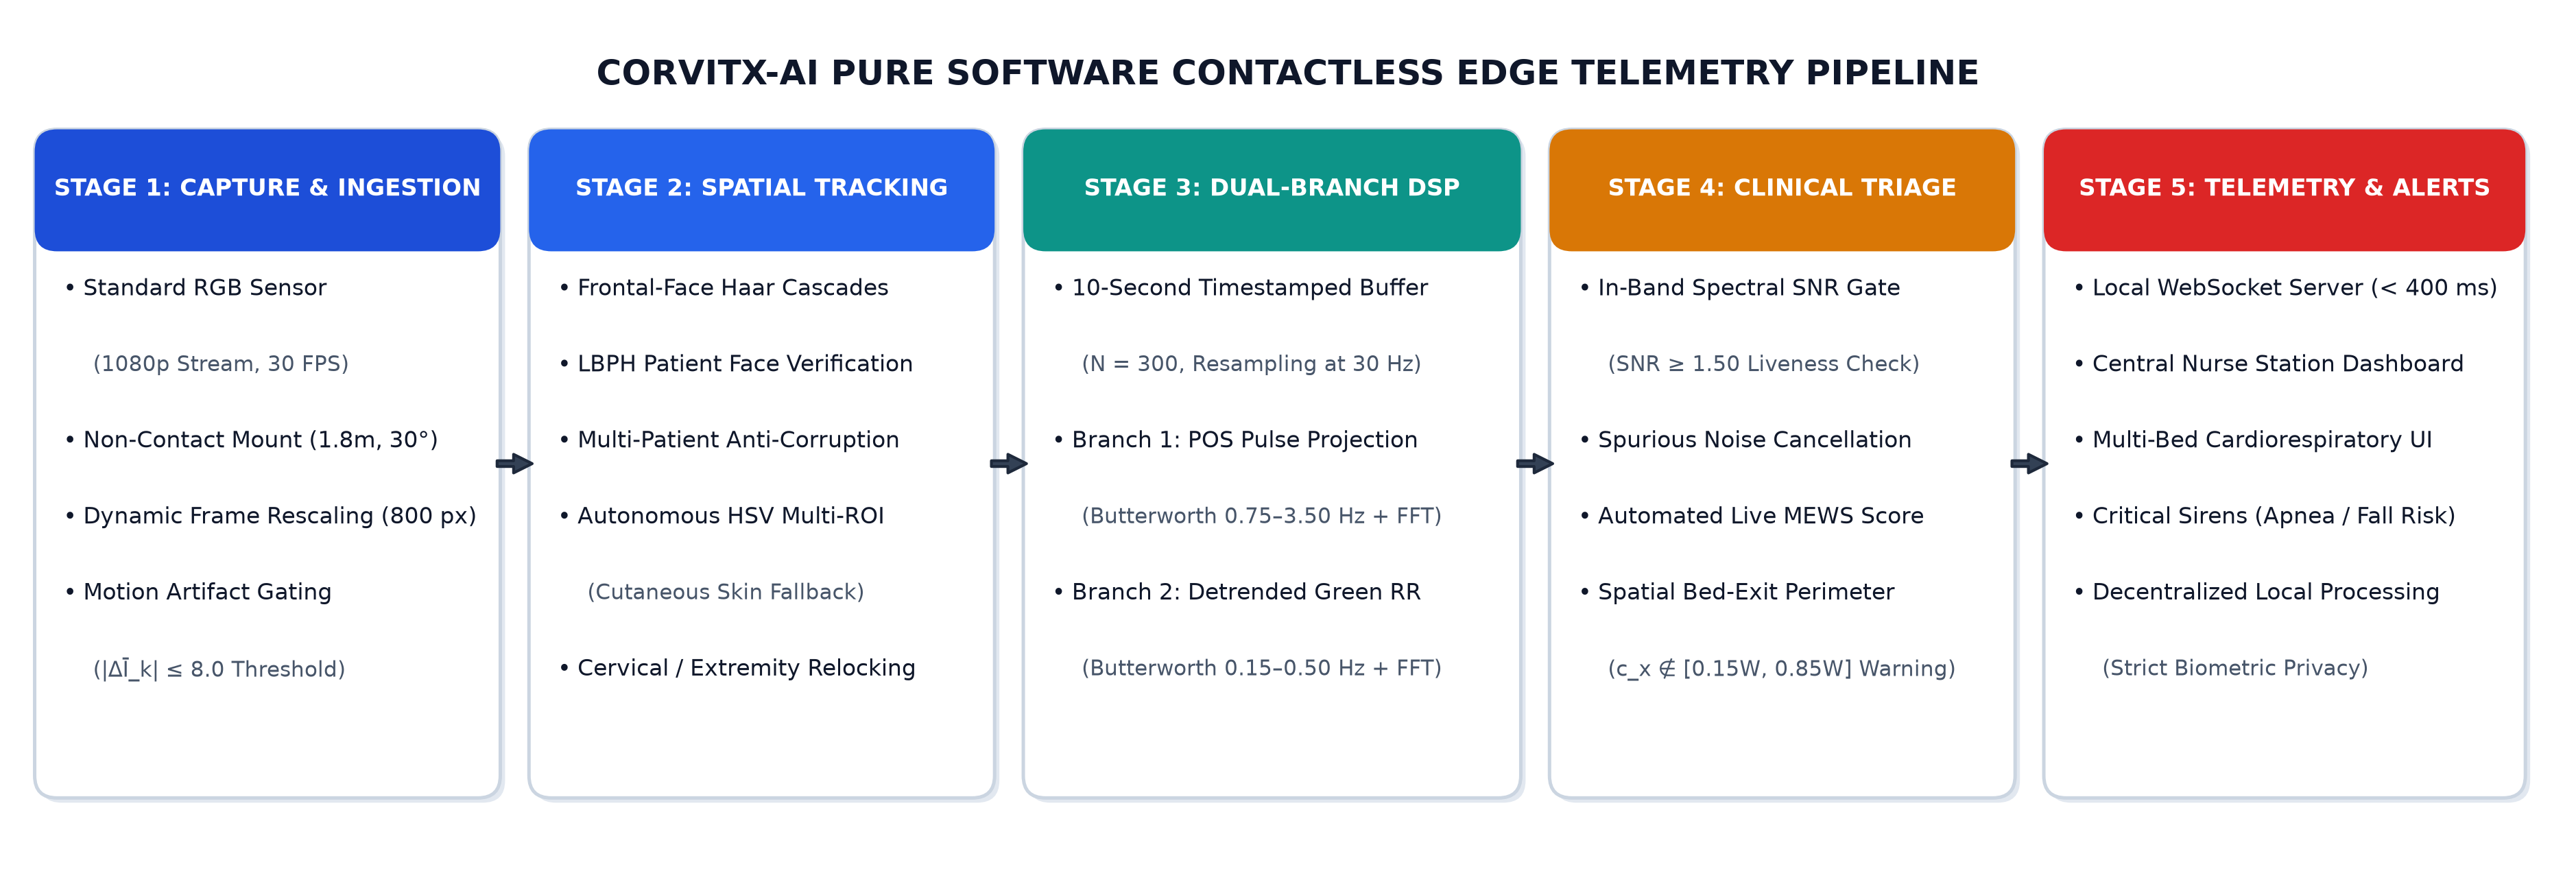 CORVITX-AI PURE SOFTWARE CONTACTLESS EDGE TELEMETRY PIPELINE
STAGE 1: CAPTURE & INGESTION
• Standard RGB Sensor
(1080p Stream, 30 FPS)
• Non-Contact Mount (1.8m, 30°)
• Dynamic Frame Rescaling (800 px)
• Motion Artifact Gating
(|ΔĪ_k| ≤ 8.0 Threshold)
STAGE 2: SPATIAL TRACKING
• Frontal-Face Haar Cascades
• LBPH Patient Face Verification
• Multi-Patient Anti-Corruption
• Autonomous HSV Multi-ROI
(Cutaneous Skin Fallback)
• Cervical / Extremity Relocking
STAGE 3: DUAL-BRANCH DSP
• 10-Second Timestamped Buffer
(N = 300, Resampling at 30 Hz)
• Branch 1: POS Pulse Projection
(Butterworth 0.75–3.50 Hz + FFT)
• Branch 2: Detrended Green RR
(Butterworth 0.15–0.50 Hz + FFT)
STAGE 4: CLINICAL TRIAGE
• In-Band Spectral SNR Gate
(SNR ≥ 1.50 Liveness Check)
• Spurious Noise Cancellation
• Automated Live MEWS Score
• Spatial Bed-Exit Perimeter
(c_x ∉ [0.15W, 0.85W] Warning)
STAGE 5: TELEMETRY & ALERTS
• Local WebSocket Server (< 400 ms)
• Central Nurse Station Dashboard
• Multi-Bed Cardiorespiratory UI
• Critical Sirens (Apnea / Fall Risk)
• Decentralized Local Processing
(Strict Biometric Privacy)